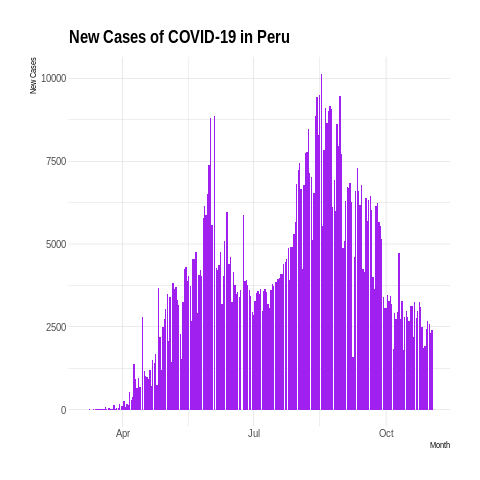 New Cases of COVID-19 in Peru
New Cases
10000
7500
5000
2500
0
Apr
Jul
Oct
Month